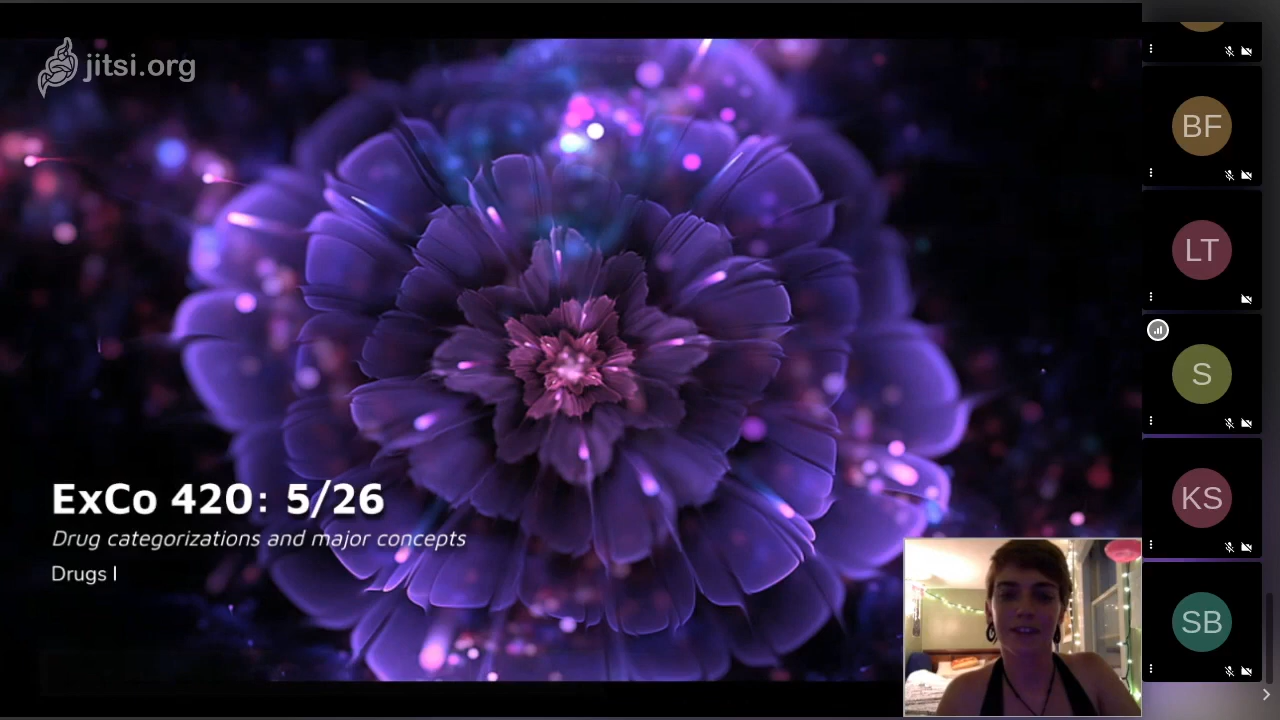 jitsi.org
ExCo 420: 5/26
Drug categorizations and major concepts
Drugs I
BF
LT
S
KS
SB